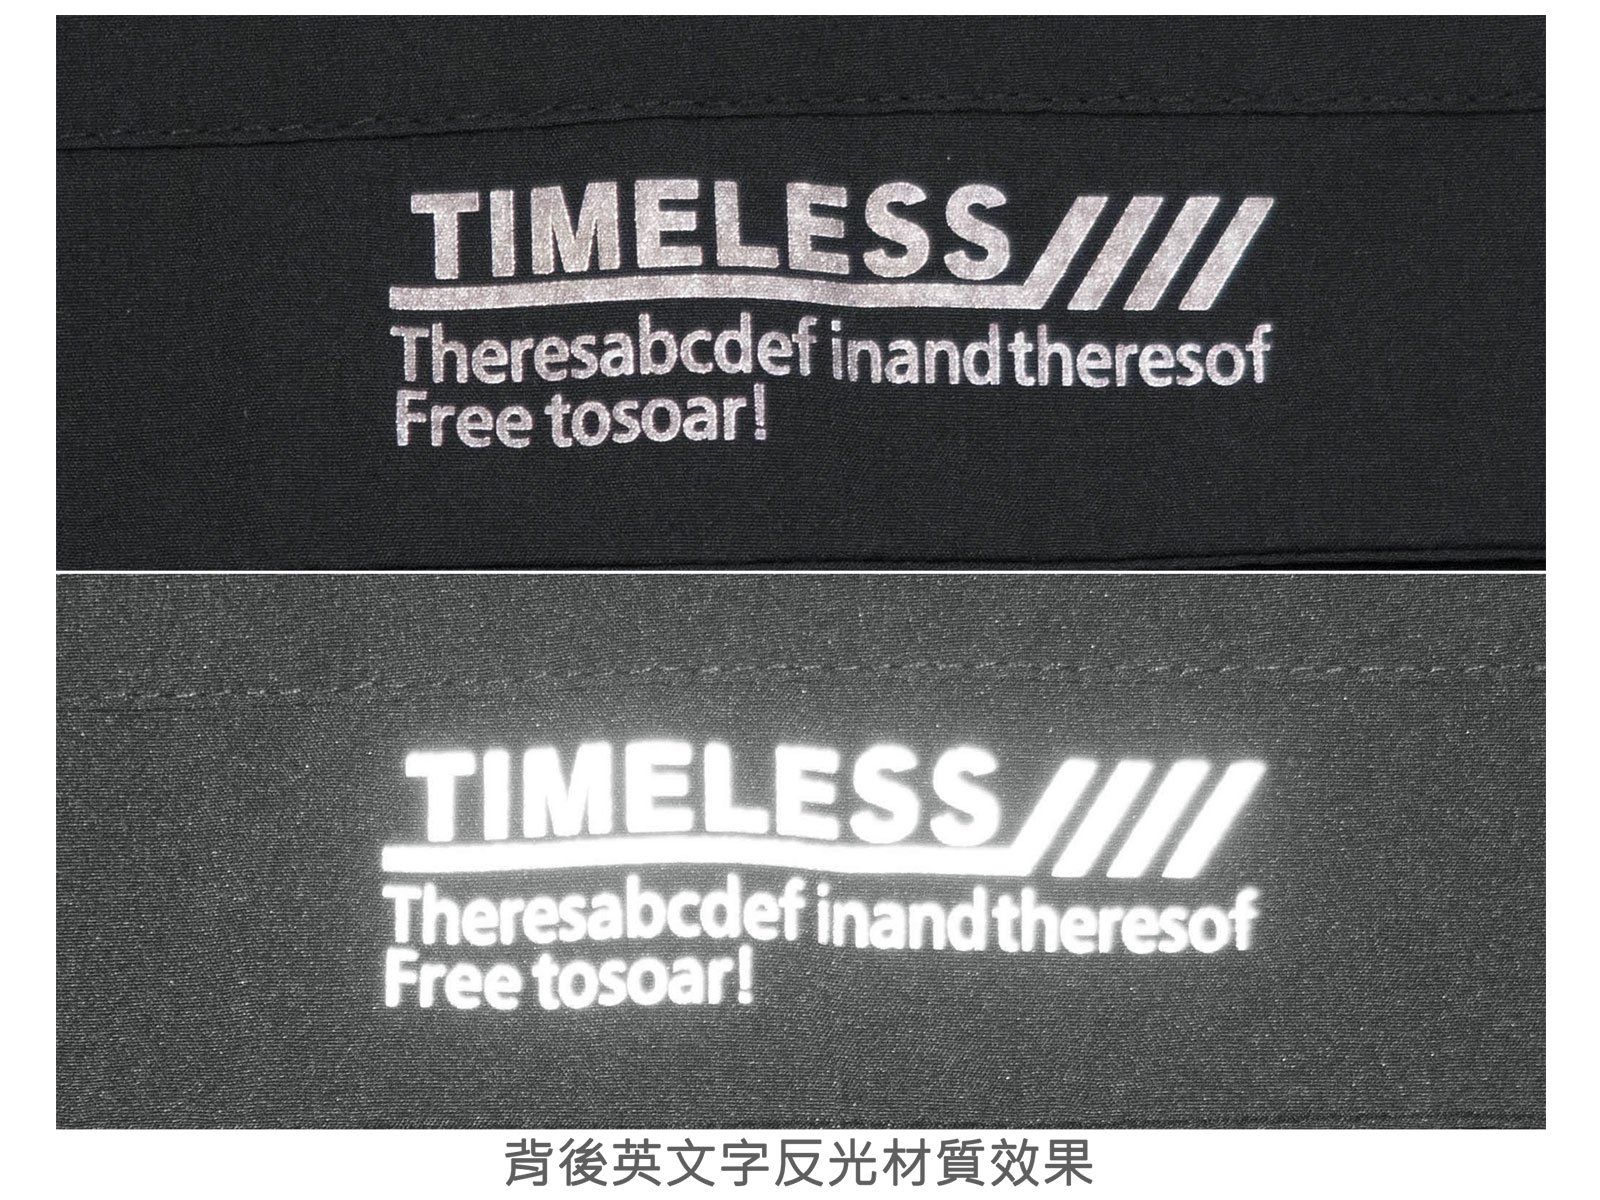 TIMELESS
Theresabcdef inand theresof
Free tosoar!
TIMELESS
Theresabcdef inand theresof
Free tosoar!
背後英文字反光材質效果